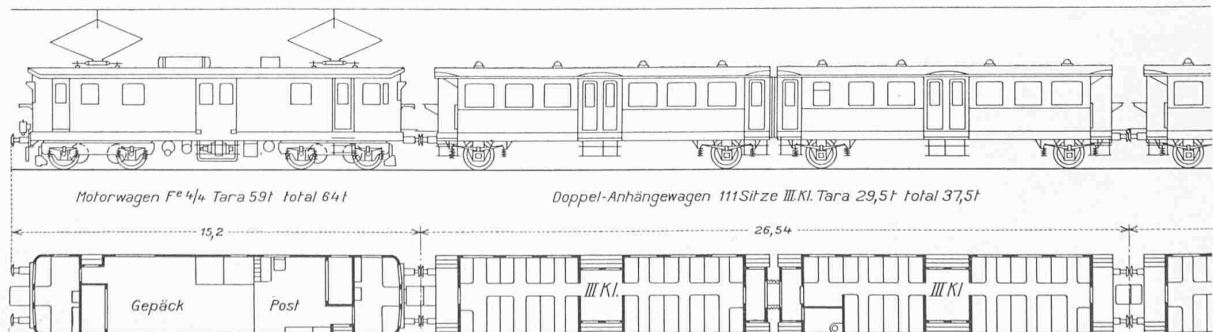 Motorwagen Fe 4/4 Tara 59t total 64t
Doppel-Anhängewagen 111 Sitze III.Kl. Tara 29,5t total 37,5t
15,2
26,54
Gepäck
Post
III Kl.
III Kl